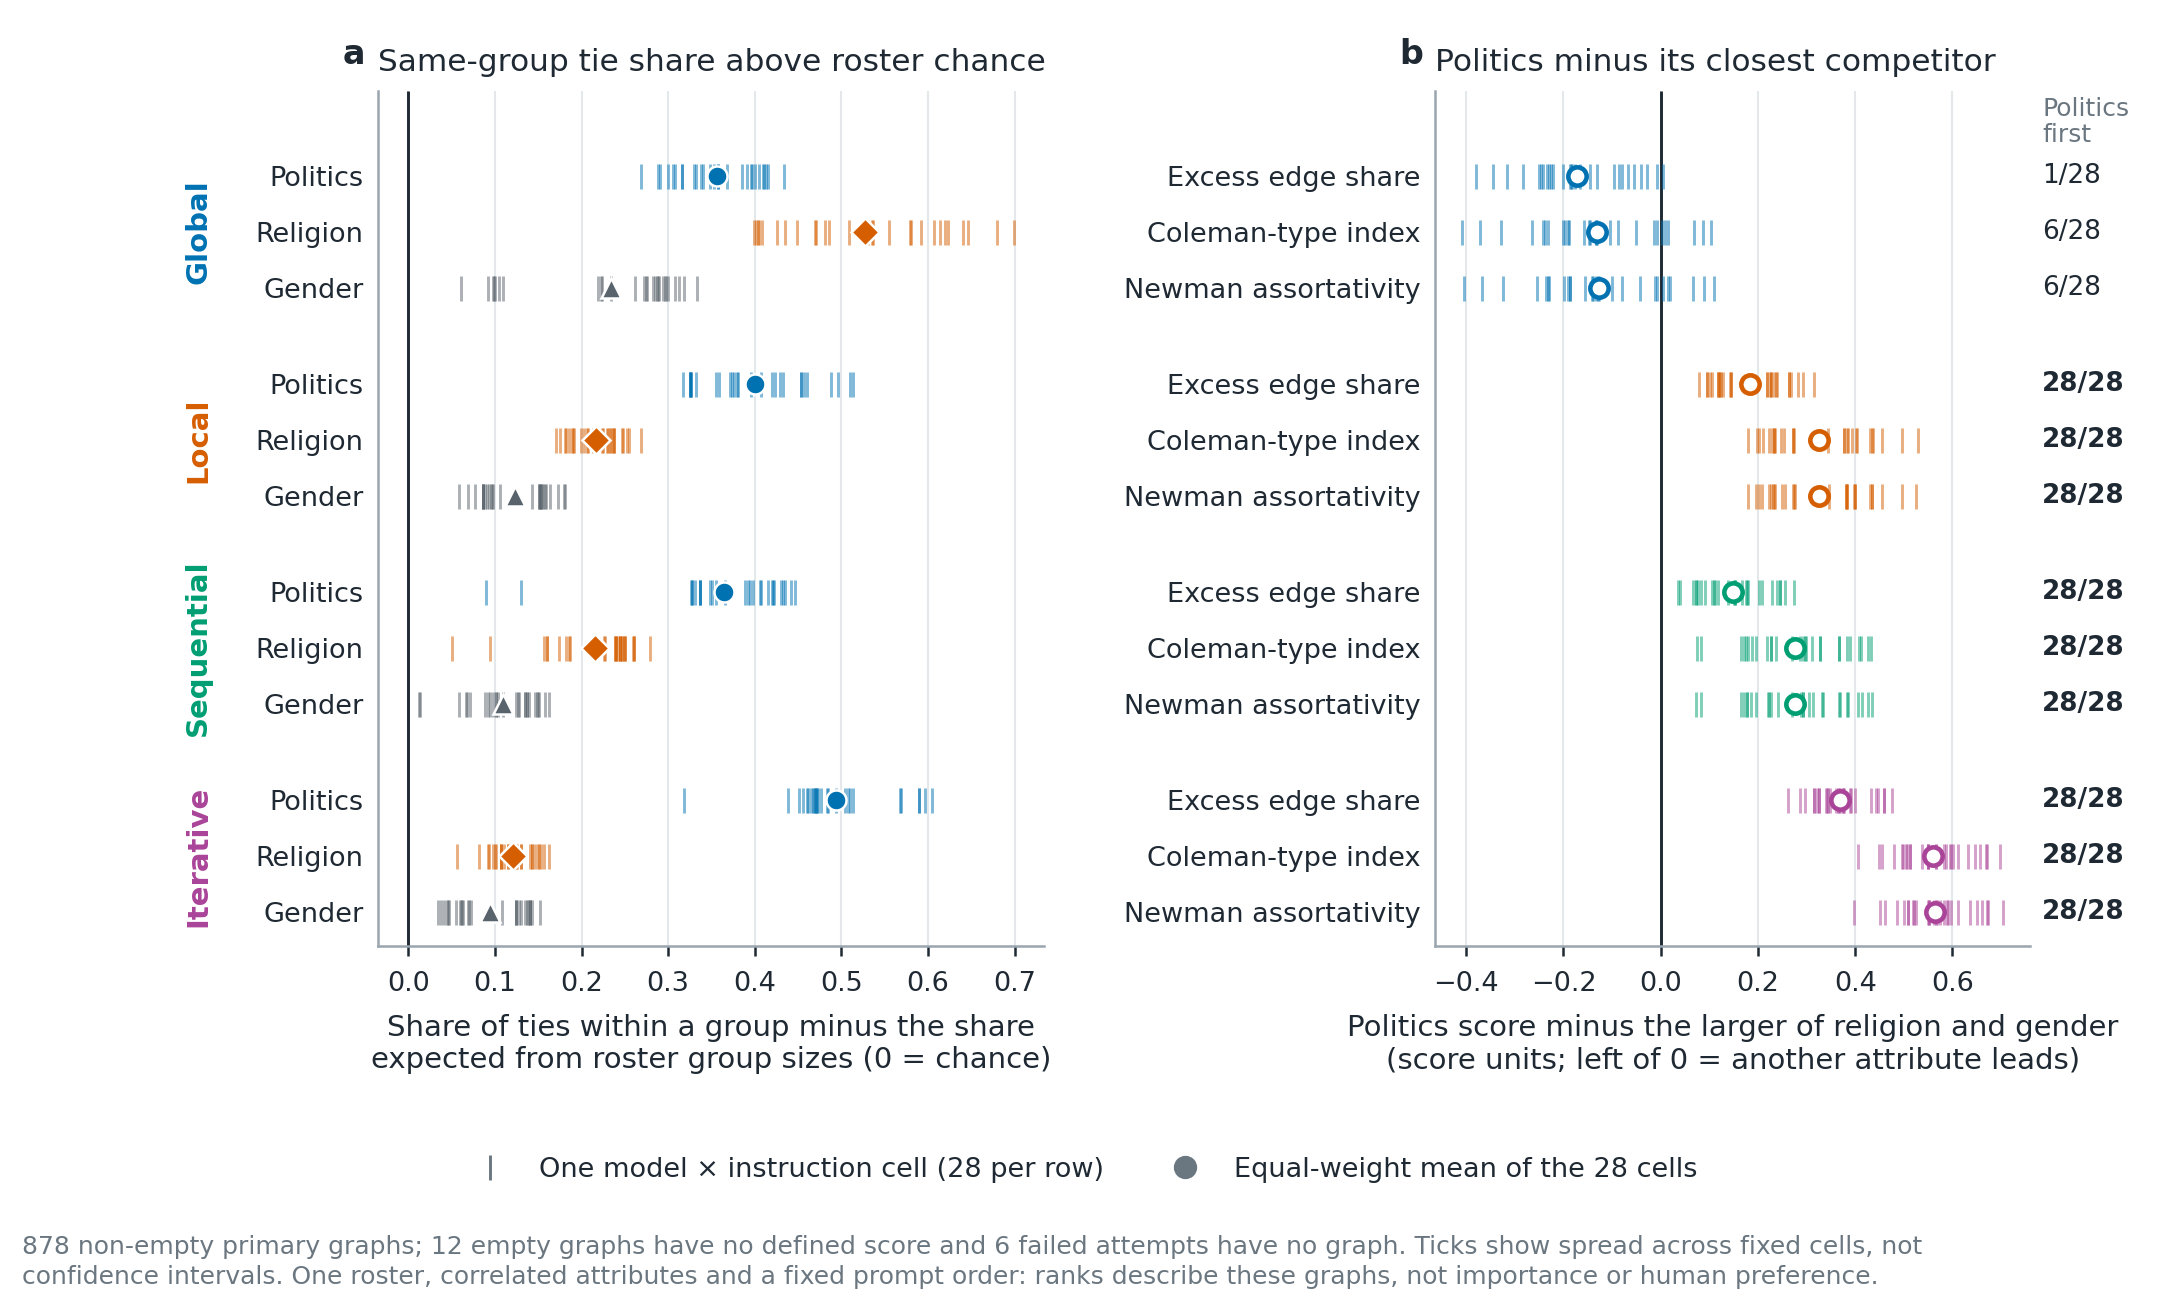 a Same-group tie share above roster chance
b Politics minus its closest competitor
Politics
first
Global
Politics
Religion
Gender
Excess edge share 1/28
Coleman-type index 6/28
Newman assortativity 6/28
Local
Politics
Religion
Gender
Excess edge share 28/28
Coleman-type index 28/28
Newman assortativity 28/28
Sequential
Politics
Religion
Gender
Excess edge share 28/28
Coleman-type index 28/28
Newman assortativity 28/28
Iterative
Politics
Religion
Gender
Excess edge share 28/28
Coleman-type index 28/28
Newman assortativity 28/28
0.0 0.1 0.2 0.3 0.4 0.5 0.6 0.7
Share of ties within a group minus the share
expected from roster group sizes (0 = chance)
−0.4 −0.2 0.0 0.2 0.4 0.6
Politics score minus the larger of religion and gender
(score units; left of 0 = another attribute leads)
One model × instruction cell (28 per row)
Equal-weight mean of the 28 cells
878 non-empty primary graphs; 12 empty graphs have no defined score and 6 failed attempts have no graph. Ticks show spread across fixed cells, not
confidence intervals. One roster, correlated attributes and a fixed prompt order: ranks describe these graphs, not importance or human preference.